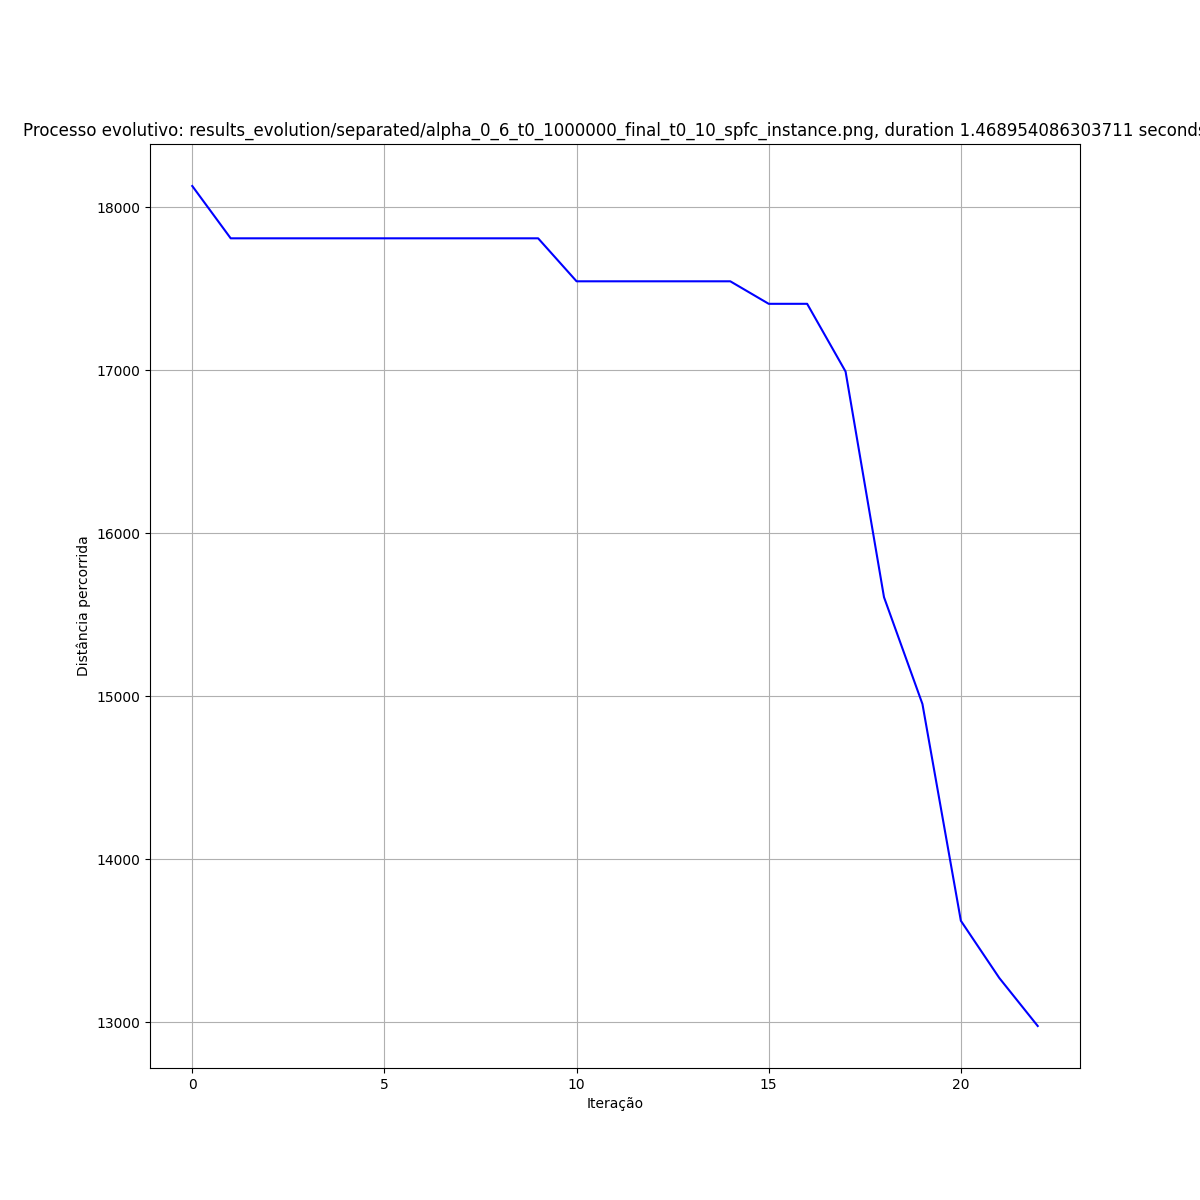 Processo evolutivo: results_evolution/separated/alpha_0_6_t0_1000000_final_t0_10_spfc_instance.png, duration 1.468954086303711 seconds
18000
17000
16000
15000
14000
13000
Distância percorrida
0 5 10 15 20
Iteração